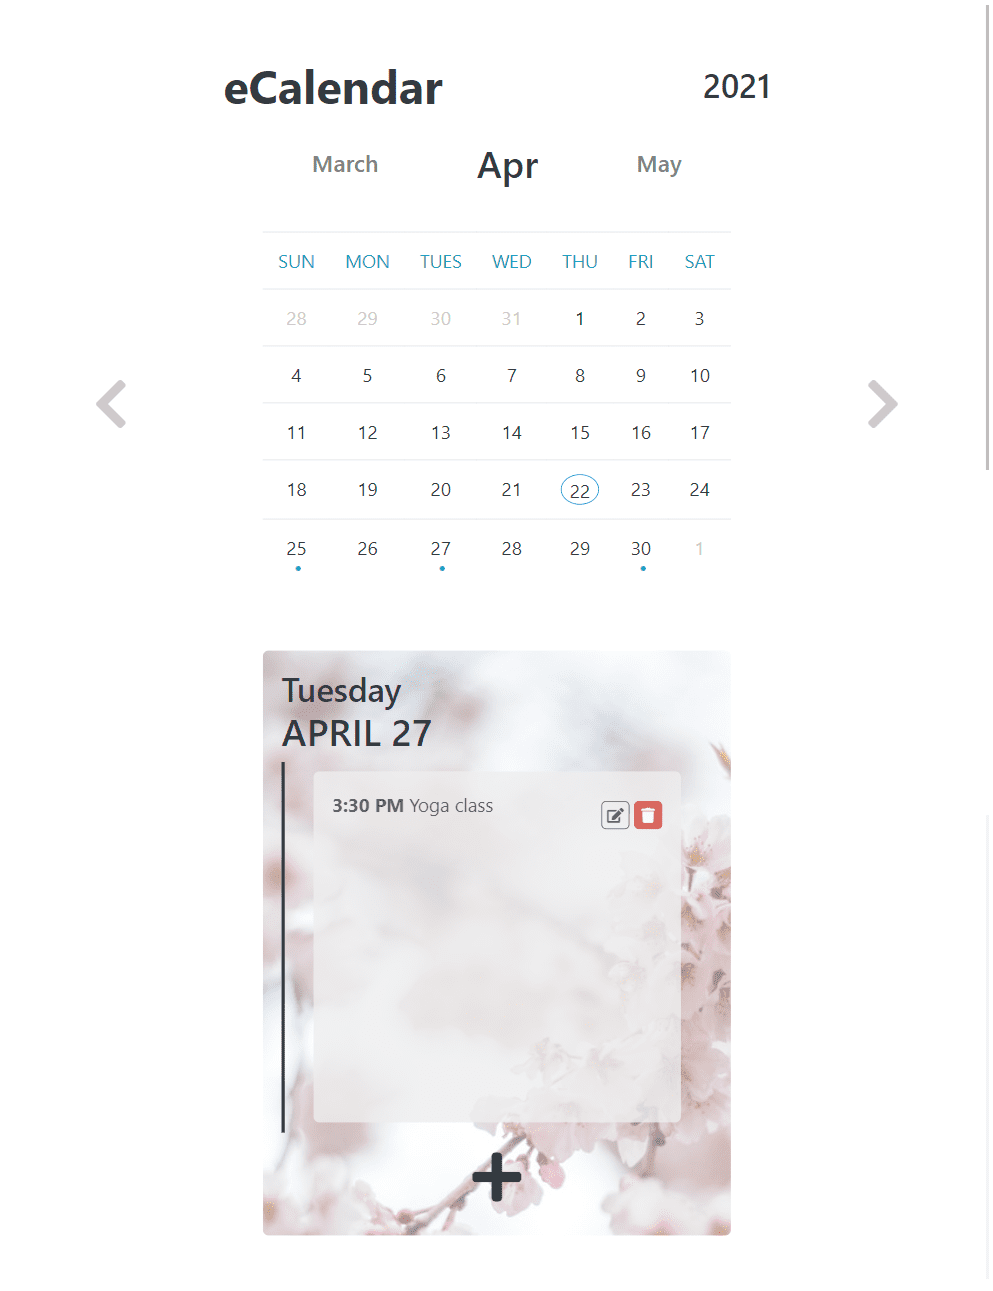 eCalendar 2021
March Apr May
SUN MON TUES WED THU FRI SAT
28 29 30 31 1 2 3
4 5 6 7 8 9 10
11 12 13 14 15 16 17
18 19 20 21 22 23 24
25 26 27 28 29 30 1
Tuesday
APRIL 27
3:30 PM Yoga class